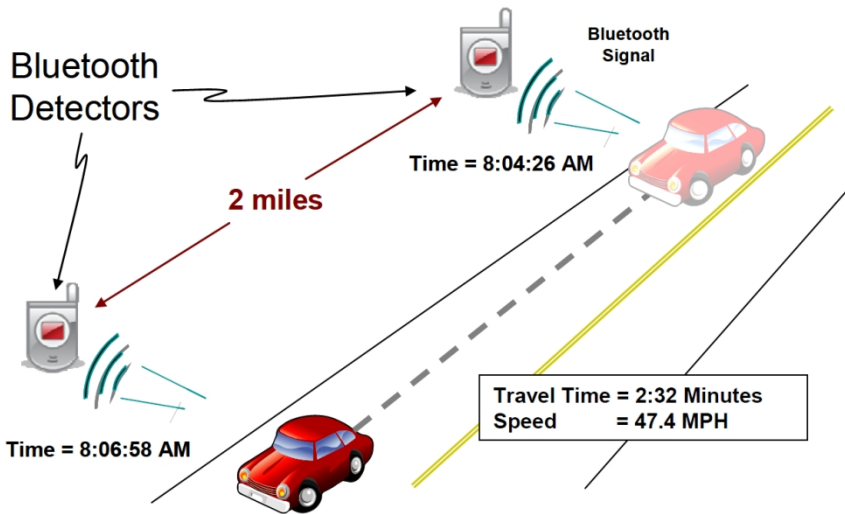 Bluetooth
Signal
Bluetooth
Detectors
Time = 8:04:26 AM
2 miles
Travel Time = 2:32 Minutes
Speed = 47.4 MPH
Time = 8:06:58 AM